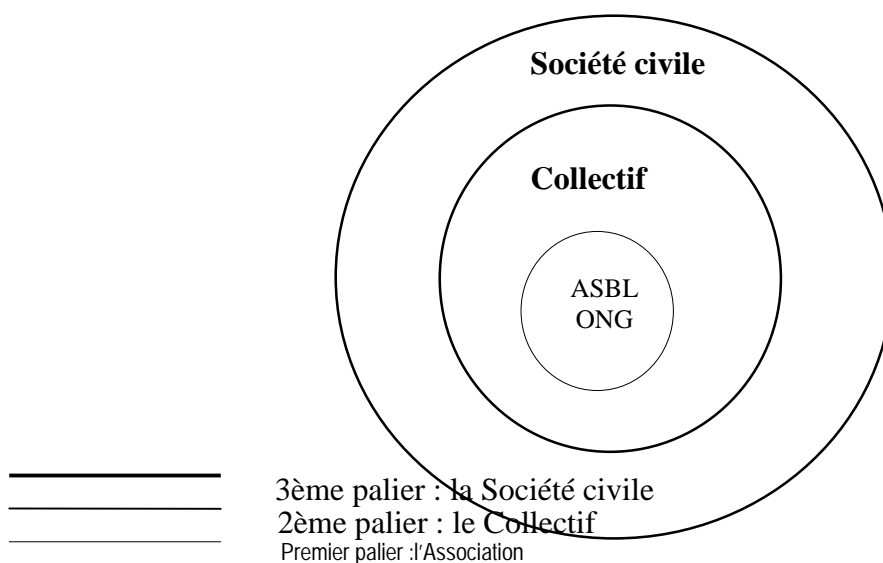 Société civile
Collectif
ASBL
ONG
3ème palier : la Société civile
2ème palier : le Collectif
Premier palier :l'Association